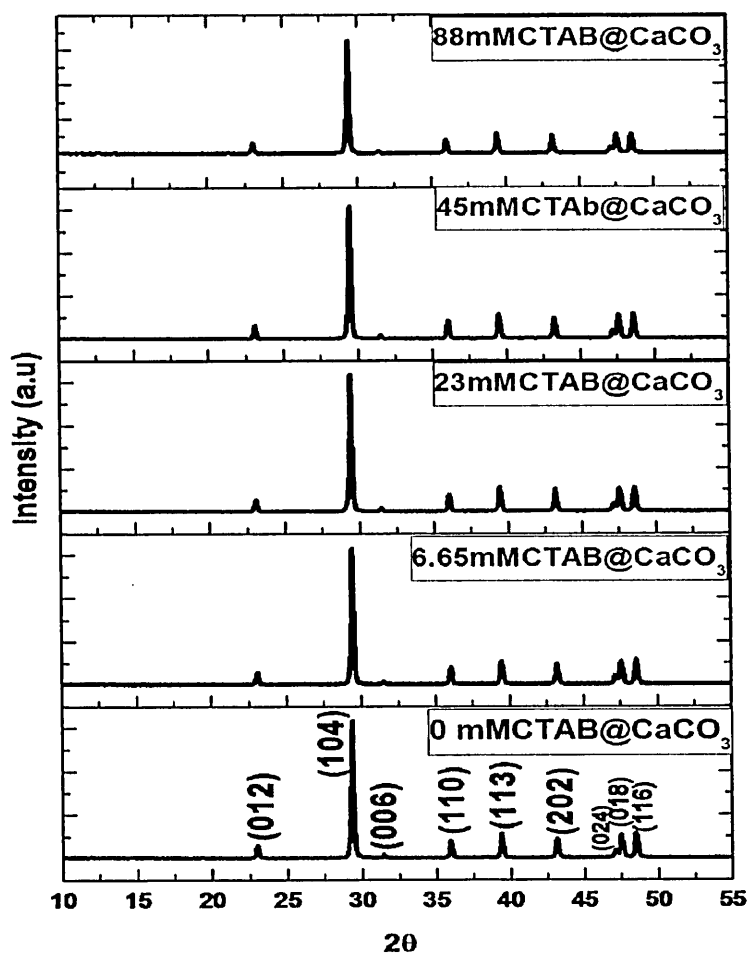 88mMCTAB@CaCO₃
45mMCTAb@CaCO₃
23mMCTAB@CaCO₃
6.65mMCTAB@CaCO₃
0 mMCTAB@CaCO₃
(012)
(104)
(006)
(110)
(113)
(202)
(024)
(018)
(116)
Intensity (a.u)
10 15 20 25 30 35 40 45 50 55
2θ